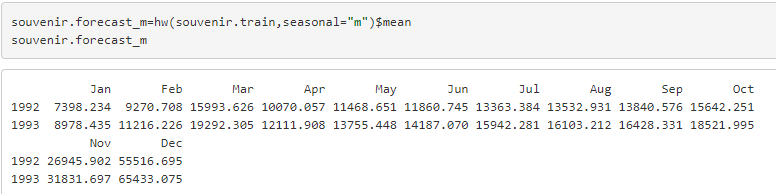 souvenir.forecast_m=hw(souvenir.train,seasonal="m")$mean
souvenir.forecast_m
Jan Feb Mar Apr May Jun Jul Aug Sep Oct
1992 7398.234 9270.708 15993.626 10070.057 11468.651 11860.745 13363.384 13532.931 13840.576 15642.251
1993 8978.435 11216.226 19292.305 12111.908 13755.448 14187.070 15942.281 16103.212 16428.331 18521.995
Nov Dec
1992 26945.902 55516.695
1993 31831.697 65433.075